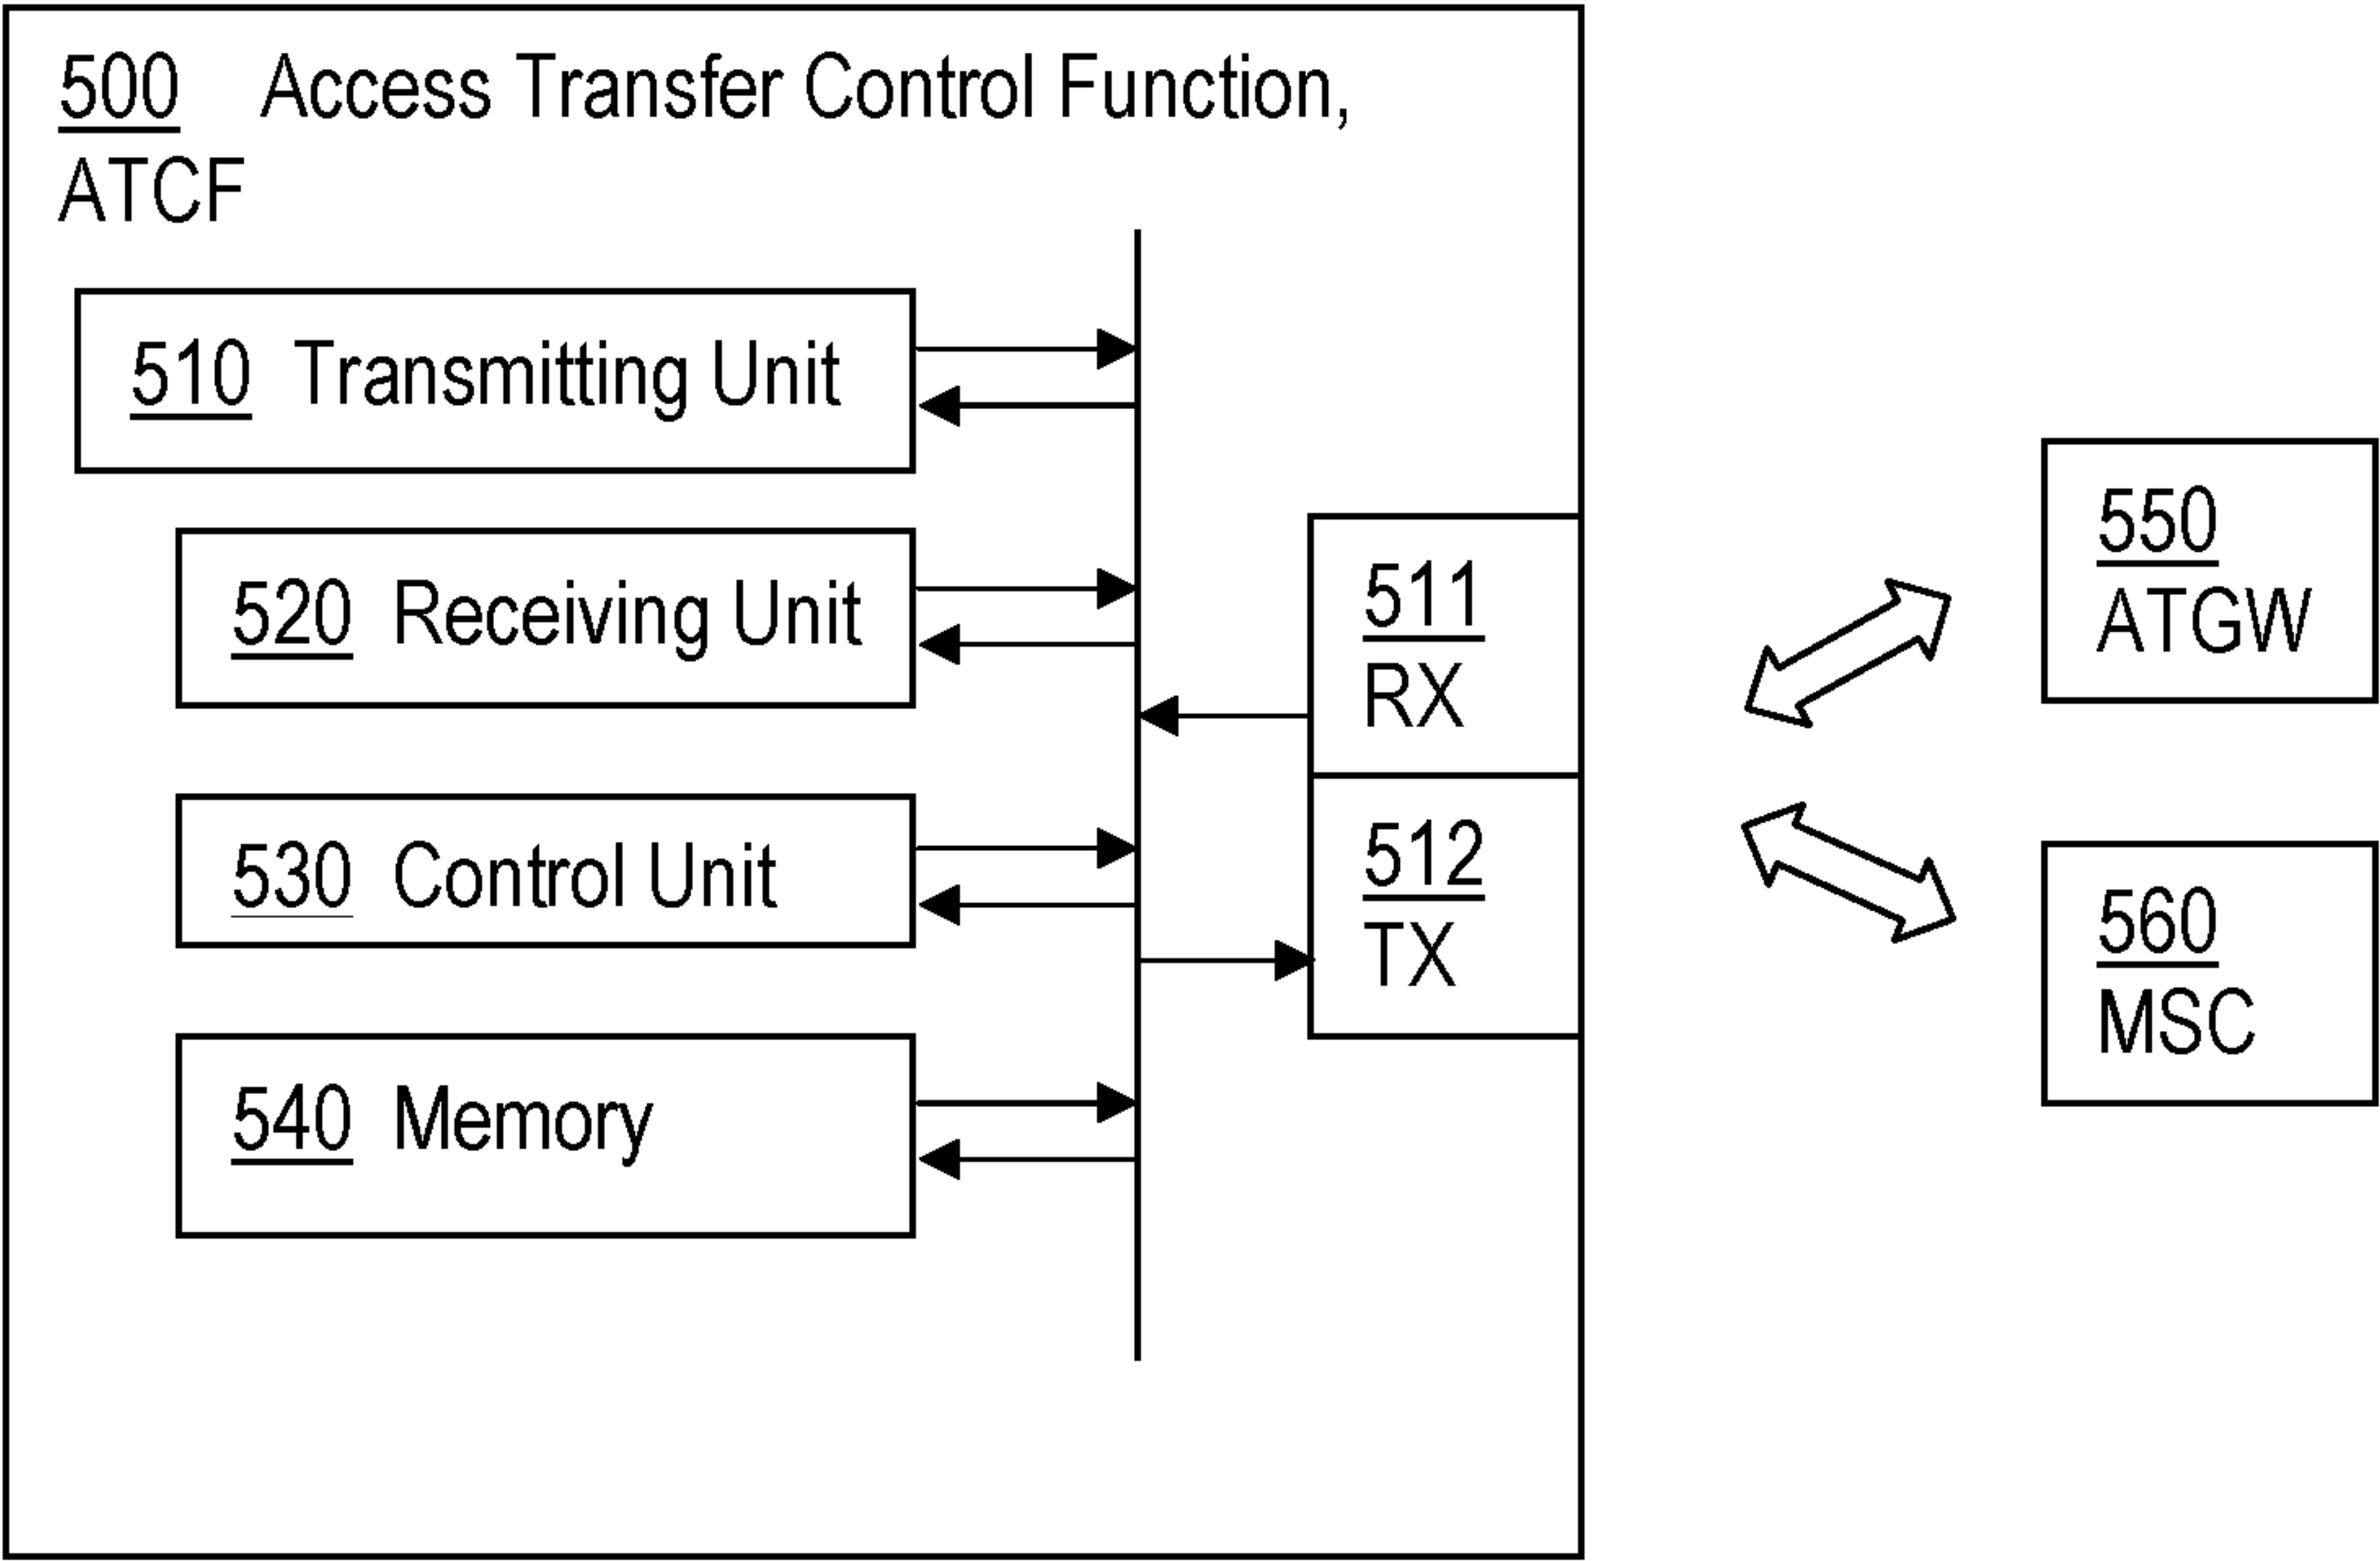 500 Access Transfer Control Function,
ATCF
510 Transmitting Unit
520 Receiving Unit
530 Control Unit
540 Memory
511
RX
512
TX
550
ATGW
560
MSC